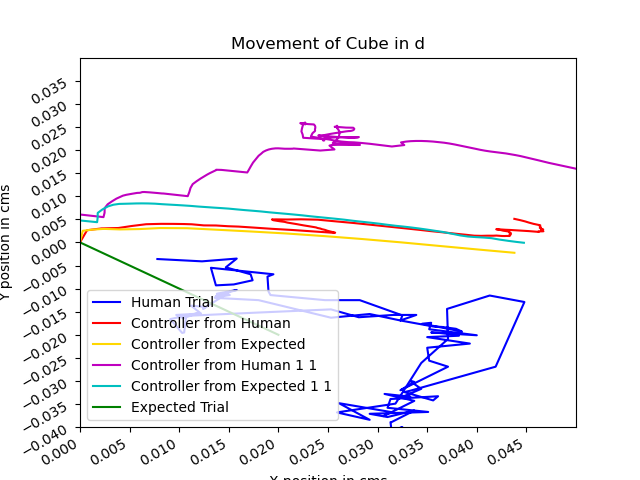 Movement of Cube in d
Y position in cms
0.035
0.030
0.025
0.020
0.015
0.010
0.005
0.000
−0.005
−0.010
−0.015
−0.020
−0.025
−0.030
−0.035
−0.040
Human Trial
Controller from Human
Controller from Expected
Controller from Human 1 1
Controller from Expected 1 1
Expected Trial
0.000 0.005 0.010 0.015 0.020 0.025 0.030 0.035 0.040 0.045
X position in cms